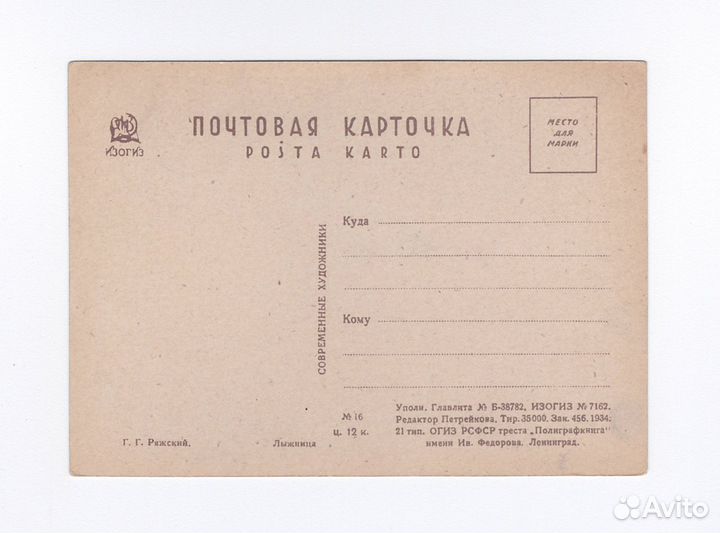 ИЗОГИЗ
ПОЧТОВАЯ КАРТОЧКА
POŜTA KARTO
МЕСТО
ДЛЯ
МАРКИ
СОВРЕМЕННЫЕ ХУДОЖНИКИ
Куда
Кому
№ 16
ц. 12 к.
Г. Г. Ряжский.
Лыжница
Уполн. Главлита № Б-38782. ИЗОГИЗ № 7162.
Редактор Петрейкова. Тир. 35000. Зак. 456. 1934.
21 тип. ОГИЗ РСФСР треста „Полиграфкнига“
имени Ив. Федорова. Ленинград.
Avito